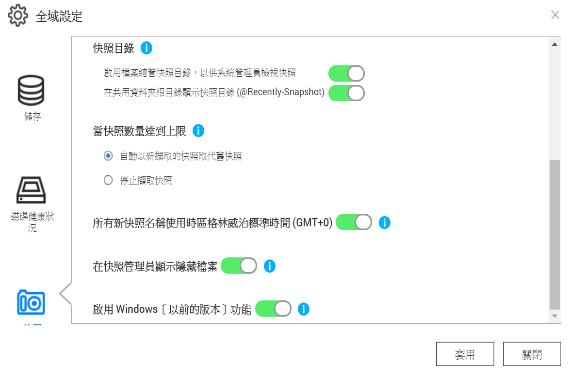 全域設定
快照目錄
啟用檔案總管快照目錄，以供系統管理員檢視快照
在共用資料夾根目錄顯示快照目錄 (@Recently-Snapshot)
儲存
當快照數量達到上限
自動以新擷取的快照取代舊快照
停止擷取快照
磁碟健康狀
況
所有新快照名稱使用時區格林威治標準時間 (GMT+0)
在快照管理員顯示隱藏檔案
啟用 Windows〔以前的版本〕功能
套用
關閉